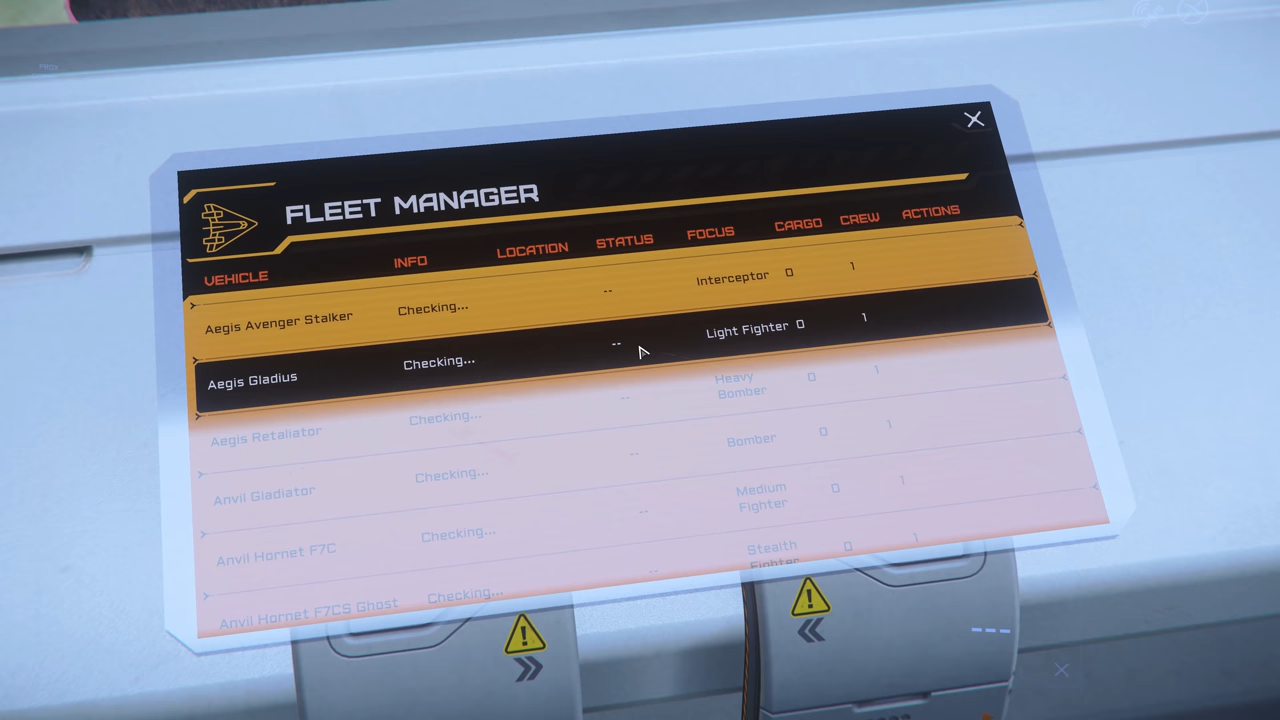 PROX
FLEET MANAGER
VEHICLE INFO LOCATION STATUS FOCUS CARGO CREW ACTIONS
Aegis Avenger Stalker Checking... -- Interceptor 0 1
Aegis Gladius Checking... -- Light Fighter 0 1
Aegis Retaliator Checking... -- Heavy Bomber 0 1
Anvil Gladiator Checking... -- Bomber 0 1
Anvil Hornet F7C Checking... -- Medium Fighter 0 1
Anvil Hornet F7CS Ghost Checking... -- Stealth Fighter 0 1